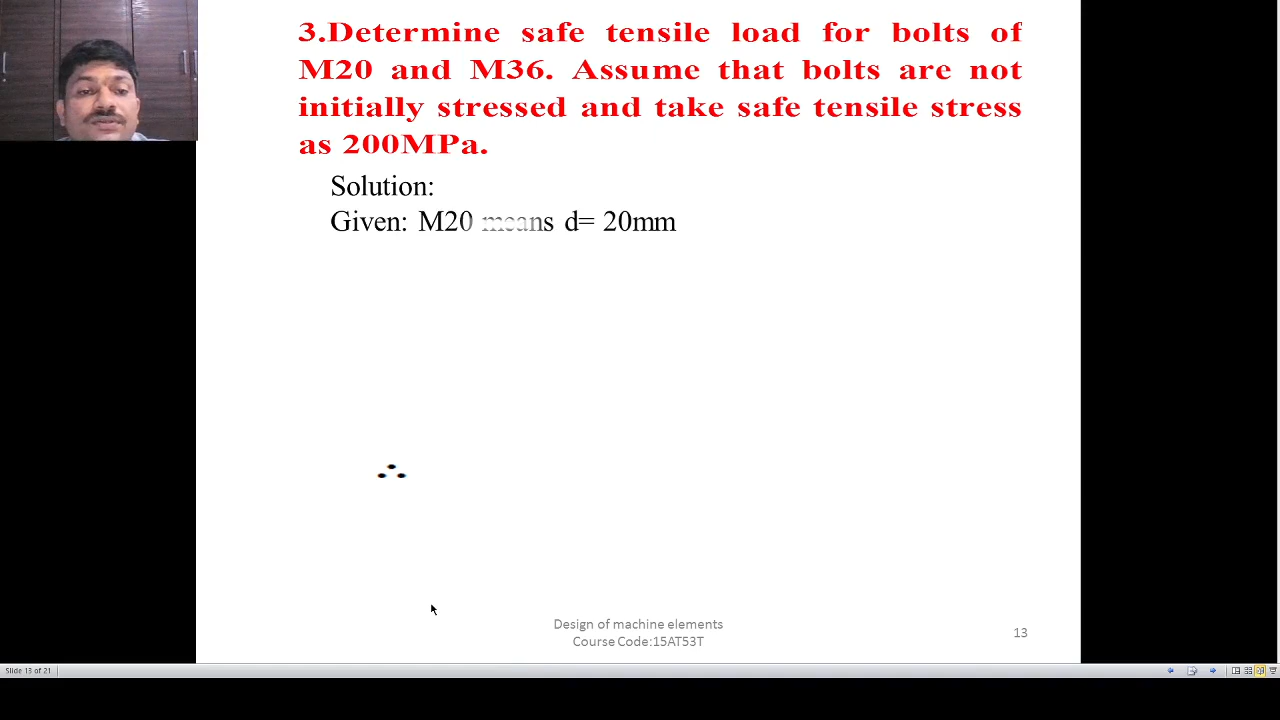 3.Determine safe tensile load for bolts of
M20 and M36. Assume that bolts are not
initially stressed and take safe tensile stress
as 200MPa.
Solution:
Given: M20 means d= 20mm
∴
Design of machine elements
Course Code:15AT53T
13
Slide 13 of 21